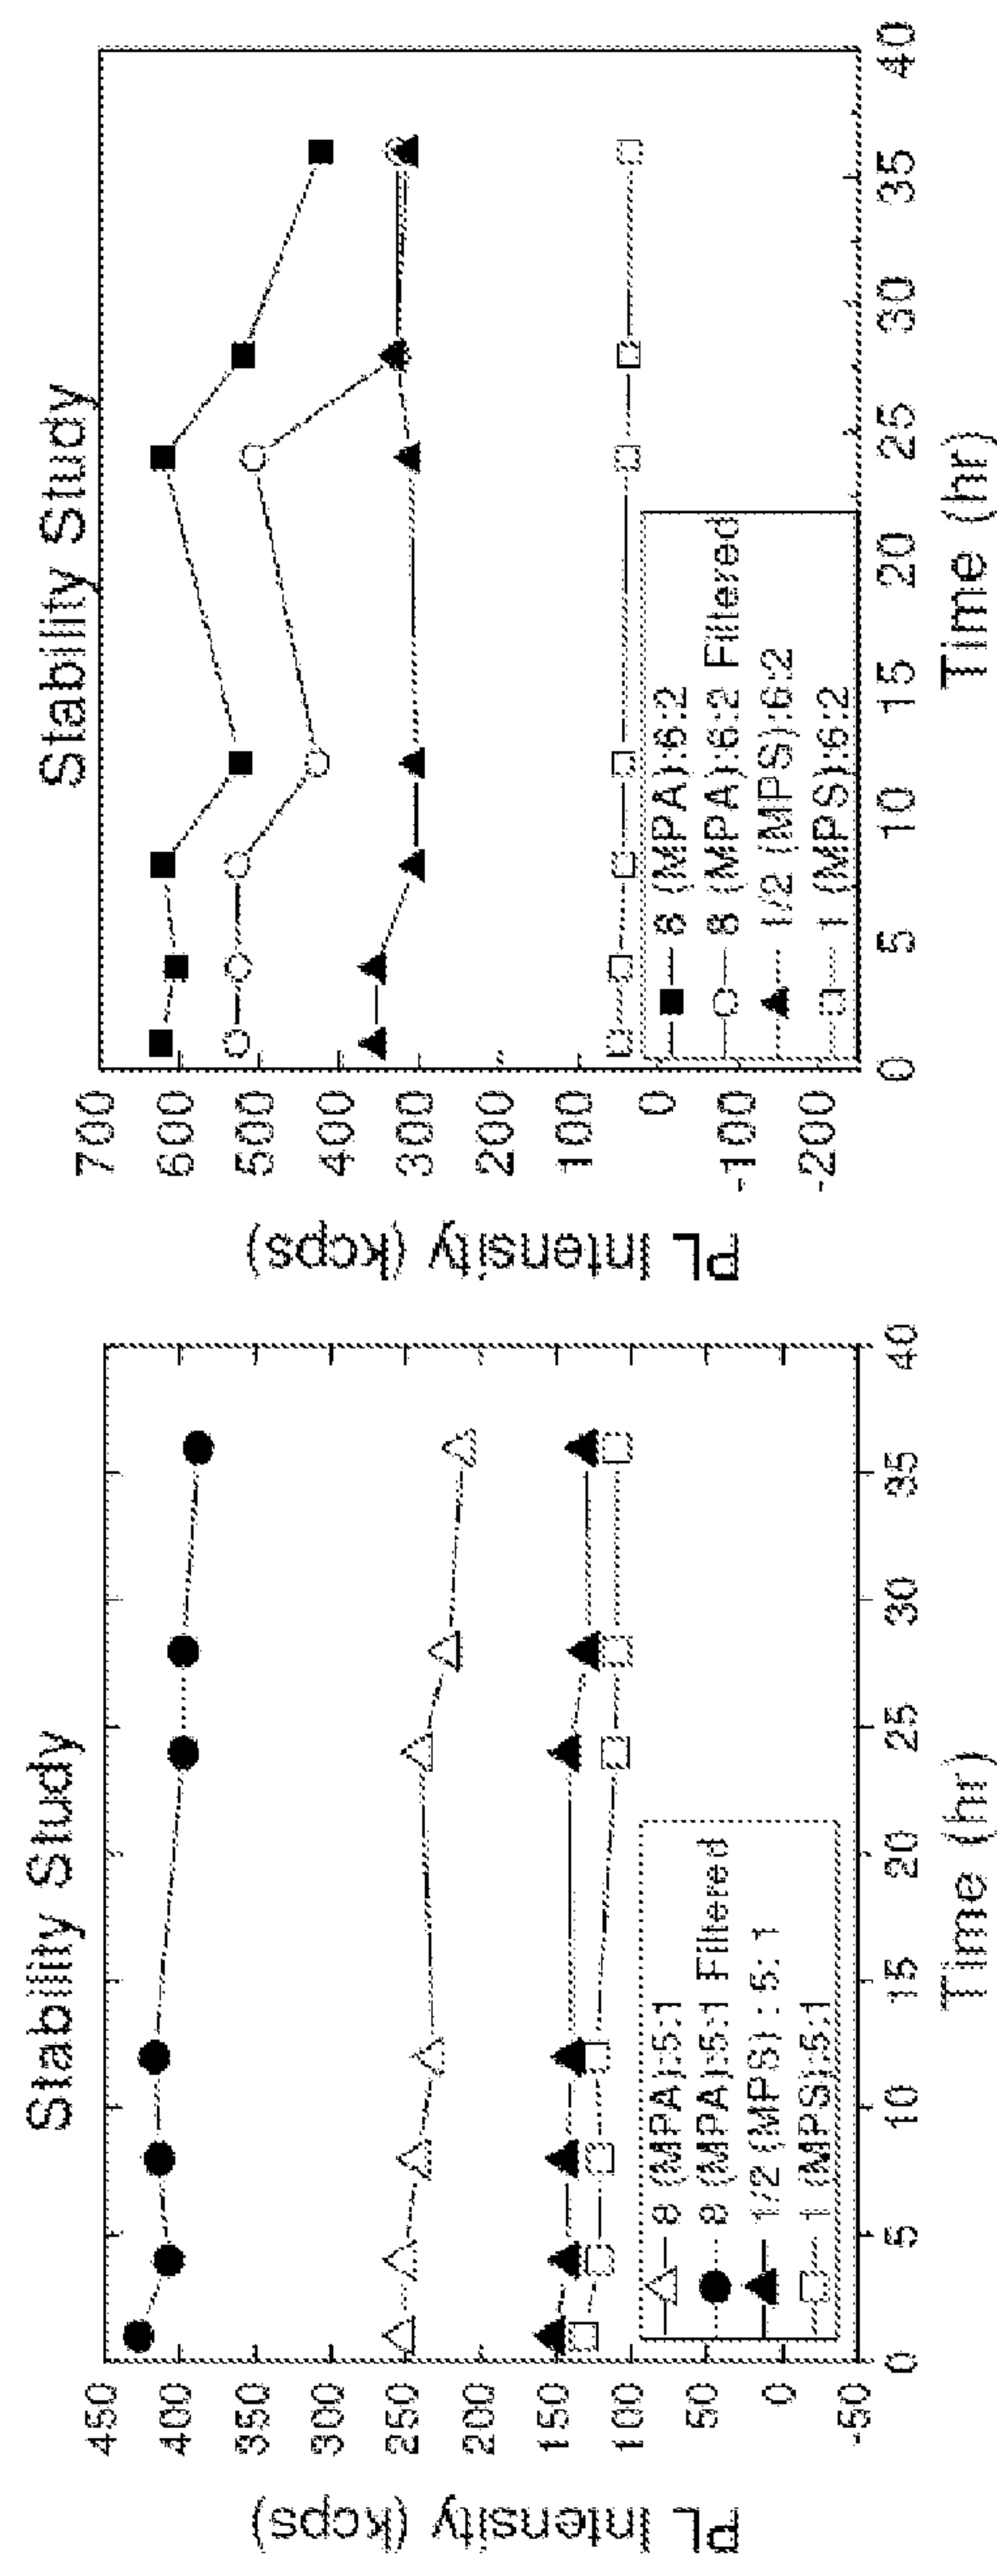 Stability Study
PL Intensity (kcps)
450
400
350
300
250
200
150
100
50
0
-50
0
5
10
15
20
25
30
35
40
Time (hr)
8 (MPA):5:1
8 (MPA):5:1 Filtered
1/2 (MPS) : 5: 1
1 (MPS):5:1
Stability Study
PL Intensity (kcps)
700
600
500
400
300
200
100
0
-100
-200
0
5
10
15
20
25
30
35
40
Time (hr)
8 (MPA):6:2
8 (MPA):6:2 Filtered
1/2 (MPS):6:2
1 (MPS):6:2